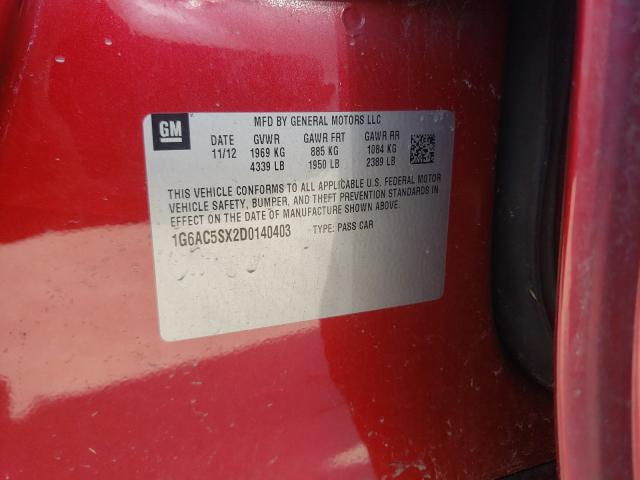 GM
MFD BY GENERAL MOTORS LLC
DATE GVWR GAWR FRT GAWR RR
11/12 1969 KG 885 KG 1084 KG
4339 LB 1950 LB 2389 LB
THIS VEHICLE CONFORMS TO ALL APPLICABLE U.S. FEDERAL MOTOR
VEHICLE SAFETY, BUMPER, AND THEFT PREVENTION STANDARDS IN
EFFECT ON THE DATE OF MANUFACTURE SHOWN ABOVE.
1G6AC5SX2D0140403 TYPE: PASS CAR